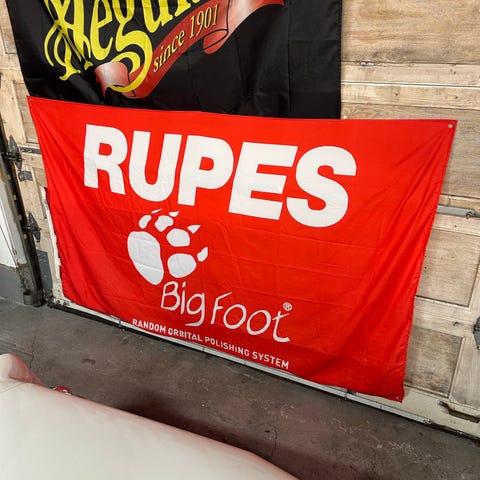 since 1901
RUPES
BigFoot®
RANDOM ORBITAL POLISHING SYSTEM